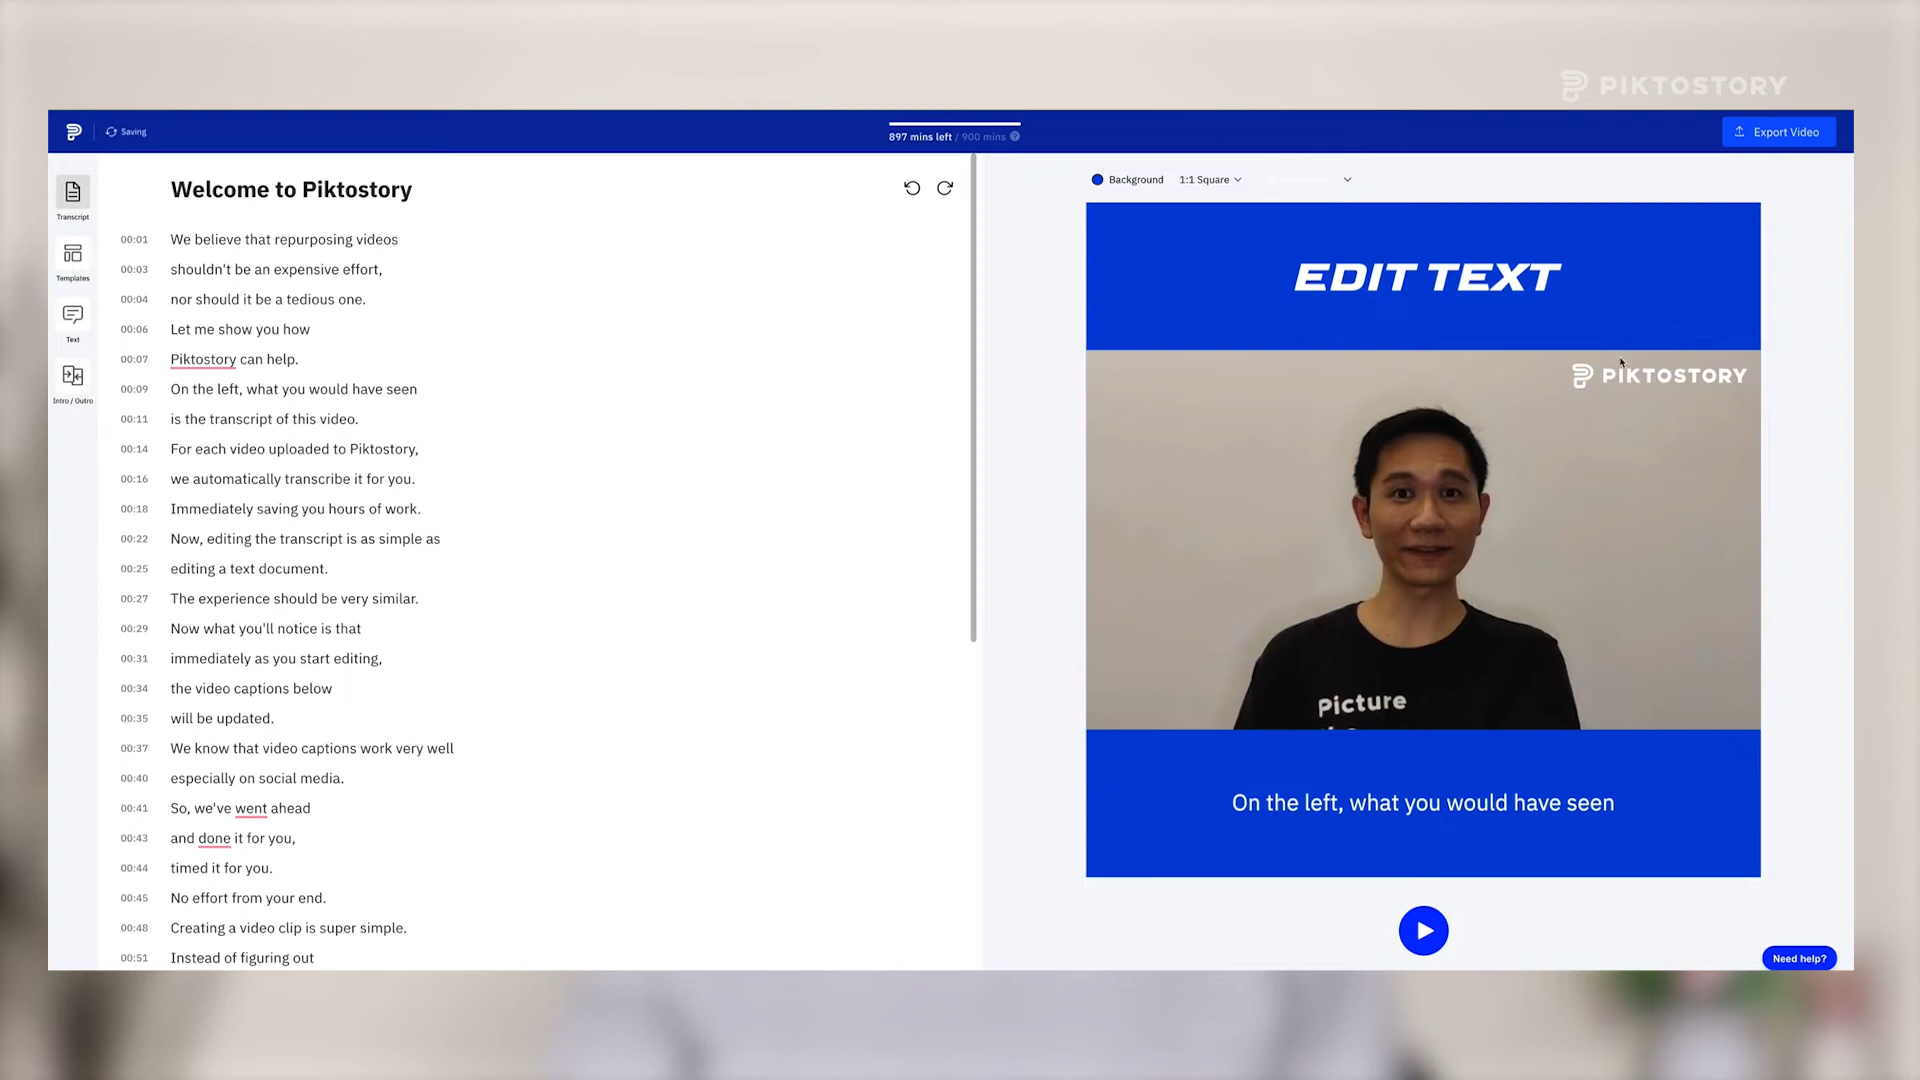 PIKTOSTORY
Saving
897 mins left / 900 mins ?
Export Video
Transcript
Templates
Text
Intro / Outro
Welcome to Piktostory
00:01 We believe that repurposing videos
00:03 shouldn't be an expensive effort,
00:04 nor should it be a tedious one.
00:06 Let me show you how
00:07 Piktostory can help.
00:09 On the left, what you would have seen
00:11 is the transcript of this video.
00:14 For each video uploaded to Piktostory,
00:16 we automatically transcribe it for you.
00:18 Immediately saving you hours of work.
00:22 Now, editing the transcript is as simple as
00:25 editing a text document.
00:27 The experience should be very similar.
00:29 Now what you'll notice is that
00:31 immediately as you start editing,
00:34 the video captions below
00:35 will be updated.
00:37 We know that video captions work very well
00:40 especially on social media.
00:41 So, we've went ahead
00:43 and done it for you,
00:44 timed it for you.
00:45 No effort from your end.
00:48 Creating a video clip is super simple.
00:51 Instead of figuring out
Background 1:1 Square
EDIT TEXT
PIKTOSTORY
Picture
On the left, what you would have seen
Need help?